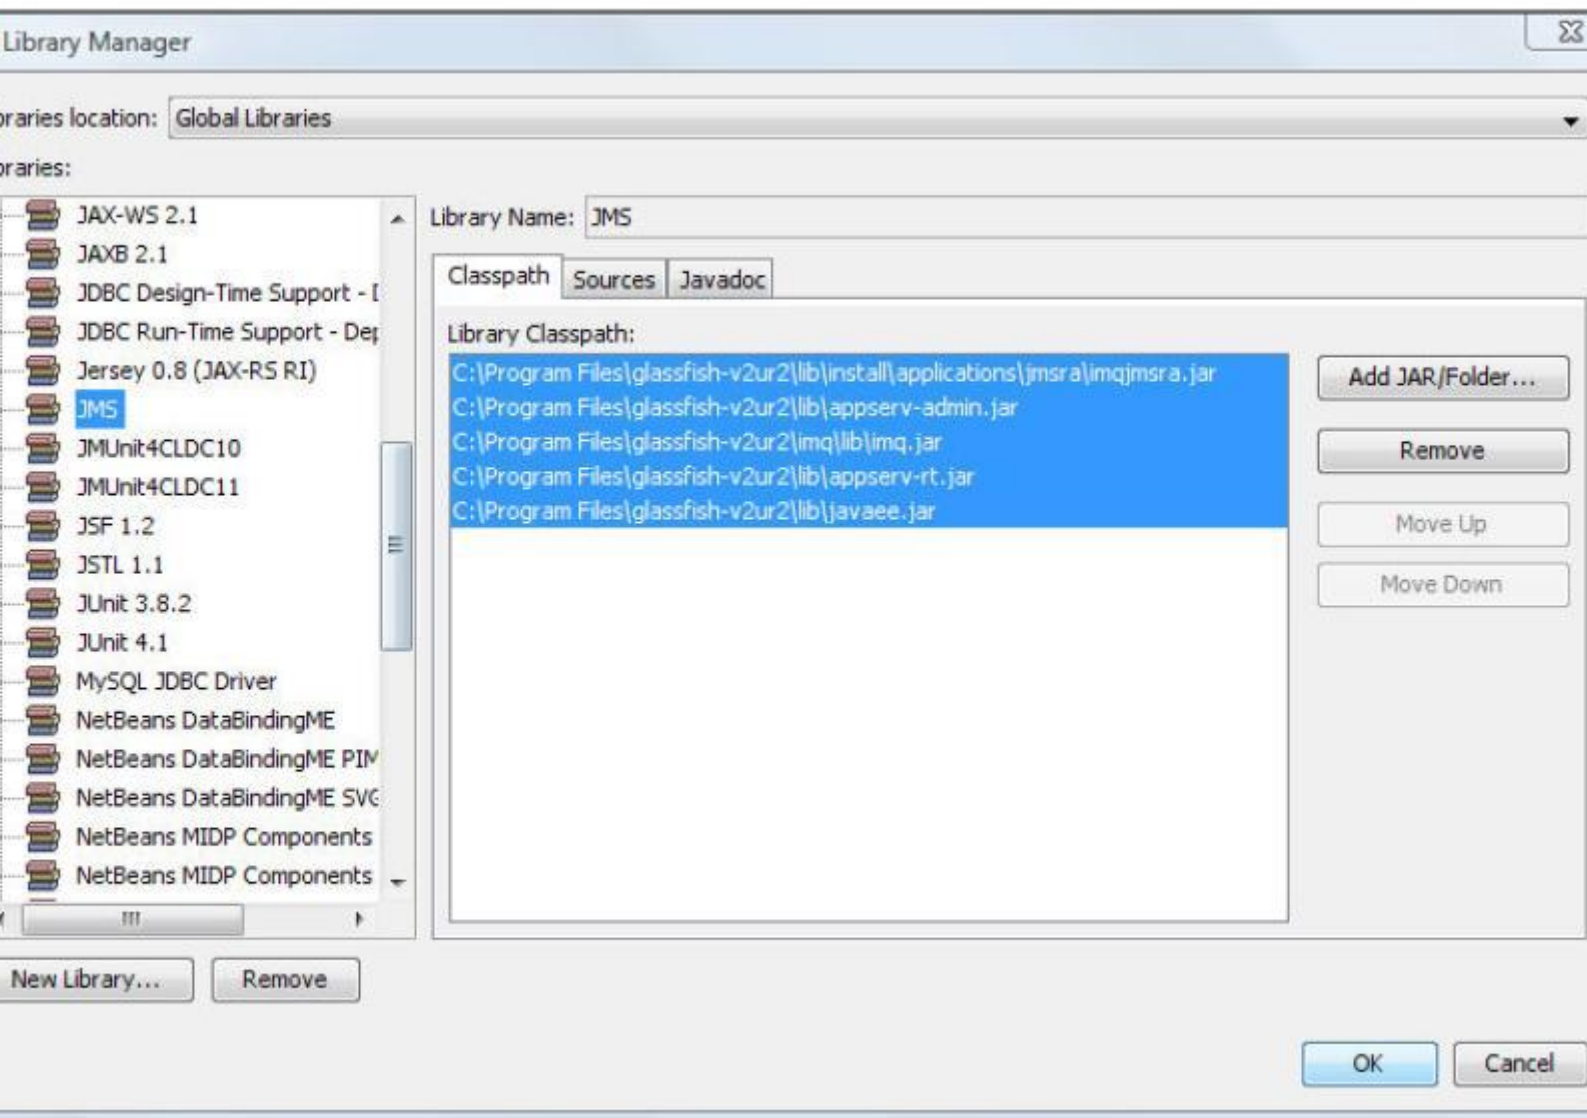 Library Manager
braries location: Global Libraries
braries:
JAX-WS 2.1
JAXB 2.1
JDBC Design-Time Support - D
JDBC Run-Time Support - Dep
Jersey 0.8 (JAX-RS RI)
JMS
JMUnit4CLDC10
JMUnit4CLDC11
JSF 1.2
JSTL 1.1
JUnit 3.8.2
JUnit 4.1
MySQL JDBC Driver
NetBeans DataBindingME
NetBeans DataBindingME PIM
NetBeans DataBindingME SVG
NetBeans MIDP Components
NetBeans MIDP Components
New Library...
Remove
Library Name: JMS
Classpath Sources Javadoc
Library Classpath:
C:\Program Files\glassfish-v2ur2\lib\install\applications\jmsra\imqjmsra.jar
C:\Program Files\glassfish-v2ur2\lib\appserv-admin.jar
C:\Program Files\glassfish-v2ur2\imq\lib\imq.jar
C:\Program Files\glassfish-v2ur2\lib\appserv-rt.jar
C:\Program Files\glassfish-v2ur2\lib\javaee.jar
Add JAR/Folder...
Remove
Move Up
Move Down
OK
Cancel